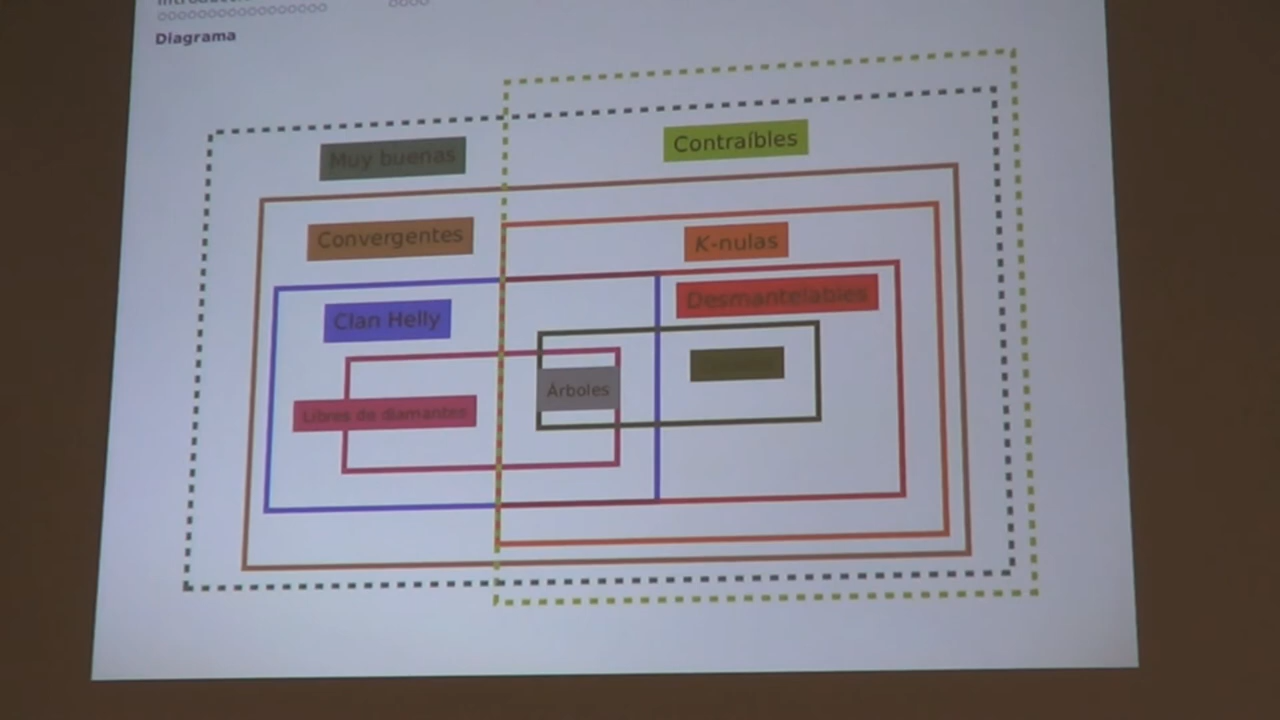 Diagrama
Muy buenas
Contraíbles
Convergentes
K-nulas
Clan Helly
Desmantelables
Árboles
Libres de diamantes